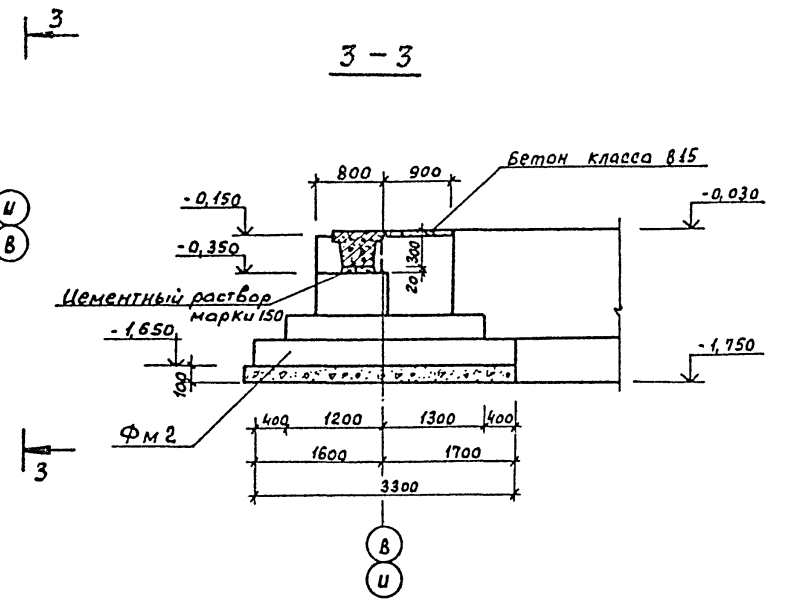 3
3 - 3
Бетон класса В15
800
900
-0,150
-0,030
И
В
-0,350
300
20
Цементный раствор
марки 150
-1,650
-1,750
100
400
1200
1300
400
Фм 2
1600
1700
3
3300
В
И